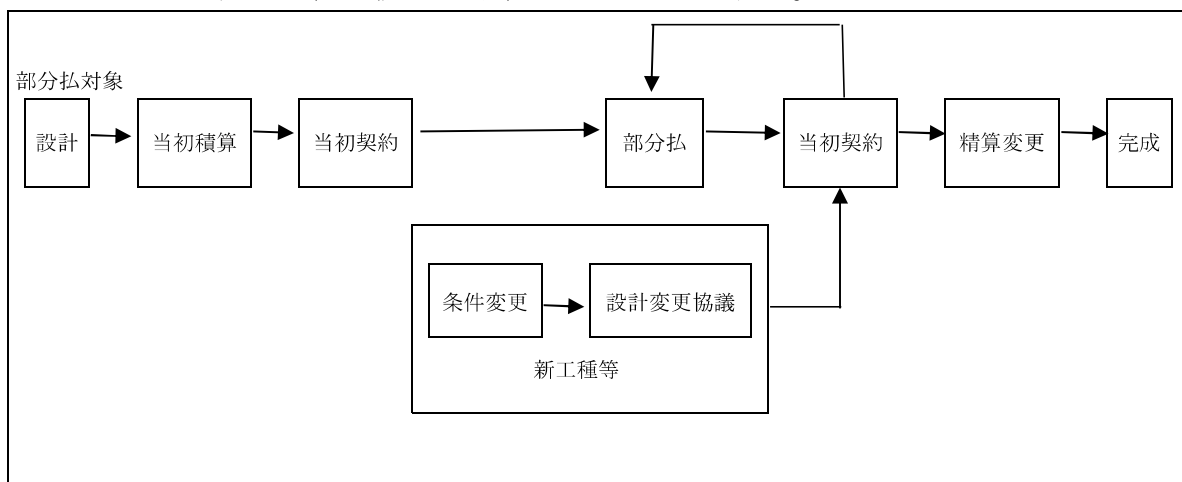 部分払対象
設計
当初積算
当初契約
部分払
当初契約
精算変更
完成
条件変更
設計変更協議
新工種等